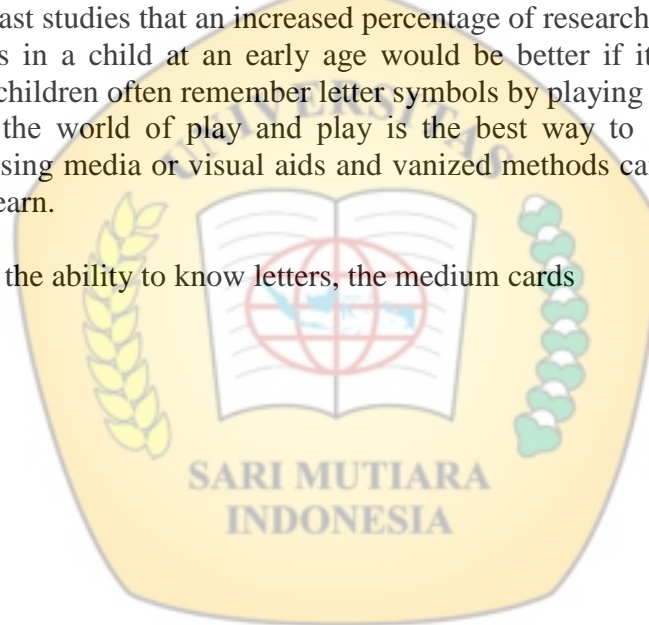 ast studies that an increased percentage of research
s in a child at an early age would be better if it
children often remember letter symbols by playing
the world of play and play is the best way to
sing media or visual aids and vanized methods ca
earn.
the ability to know letters, the medium cards
UNIVERSITAS
SARI MUTIARA
INDONESIA